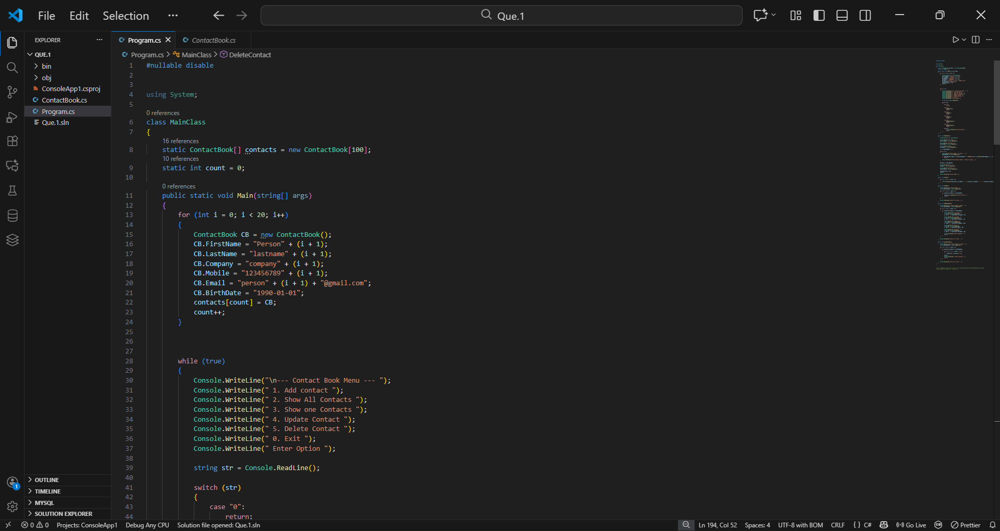 File Edit Selection ···
Que.1
EXPLORER ···
QUE.1
bin
obj
ConsoleApp1.csproj
ContactBook.cs
Program.cs
Que.1.sln
OUTLINE
TIMELINE
MYSQL
SOLUTION EXPLORER
1
Program.cs ContactBook.cs
Program.cs > MainClass > DeleteContact
1 #nullable disable
2
3
4 using System;
5
0 references
6 class MainClass
7 {
16 references
8 static ContactBook[] contacts = new ContactBook[100];
10 references
9 static int count = 0;
10
0 references
11 public static void Main(string[] args)
12 {
13 for (int i = 0; i < 20; i++)
14 {
15 ContactBook CB = new ContactBook();
16 CB.FirstName = "Person" + (i + 1);
17 CB.LastName = "lastname" + (i + 1);
18 CB.Company = "company" + (i + 1);
19 CB.Mobile = "123456789" + (i + 1);
20 CB.Email = "person" + (i + 1) + "@gmail.com";
21 CB.BirthDate = "1990-01-01";
22 contacts[count] = CB;
23 count++;
24 }
25
26
27
28 while (true)
29 {
30 Console.WriteLine("\n--- Contact Book Menu --- ");
31 Console.WriteLine(" 1. Add contact ");
32 Console.WriteLine(" 2. Show All Contacts ");
33 Console.WriteLine(" 3. Show one Contacts ");
34 Console.WriteLine(" 4. Update Contact ");
35 Console.WriteLine(" 5. Delete Contact ");
36 Console.WriteLine(" 0. Exit ");
37 Console.WriteLine(" Enter Option ");
38
39 string str = Console.ReadLine();
40
41 switch (str)
42 {
43 case "0":
44 return;
0 0 Projects: ConsoleApp1 Debug Any CPU Solution file opened: Que.1.sln Ln 194, Col 52 Spaces: 4 UTF-8 with BOM CRLF { } C# Go Live Prettier